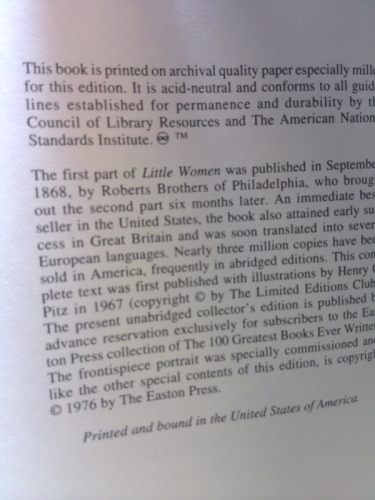 This book is printed on archival quality paper especially mille
for this edition. It is acid-neutral and conforms to all guid
lines established for permanence and durability by th
Council of Library Resources and The American Nation
Standards Institute. ♾ ™
The first part of Little Women was published in Septembe
1868, by Roberts Brothers of Philadelphia, who broug
out the second part six months later. An immediate bes
seller in the United States, the book also attained early su
cess in Great Britain and was soon translated into sever
European languages. Nearly three million copies have bee
sold in America, frequently in abridged editions. This com
plete text was first published with illustrations by Henry C
Pitz in 1967 (copyright © by The Limited Editions Club
The present unabridged collector's edition is published b
advance reservation exclusively for subscribers to the Eas
ton Press collection of The 100 Greatest Books Ever Writte
The frontispiece portrait was specially commissioned an
like the other special contents of this edition, is copyrigh
© 1976 by The Easton Press.
Printed and bound in the United States of America.